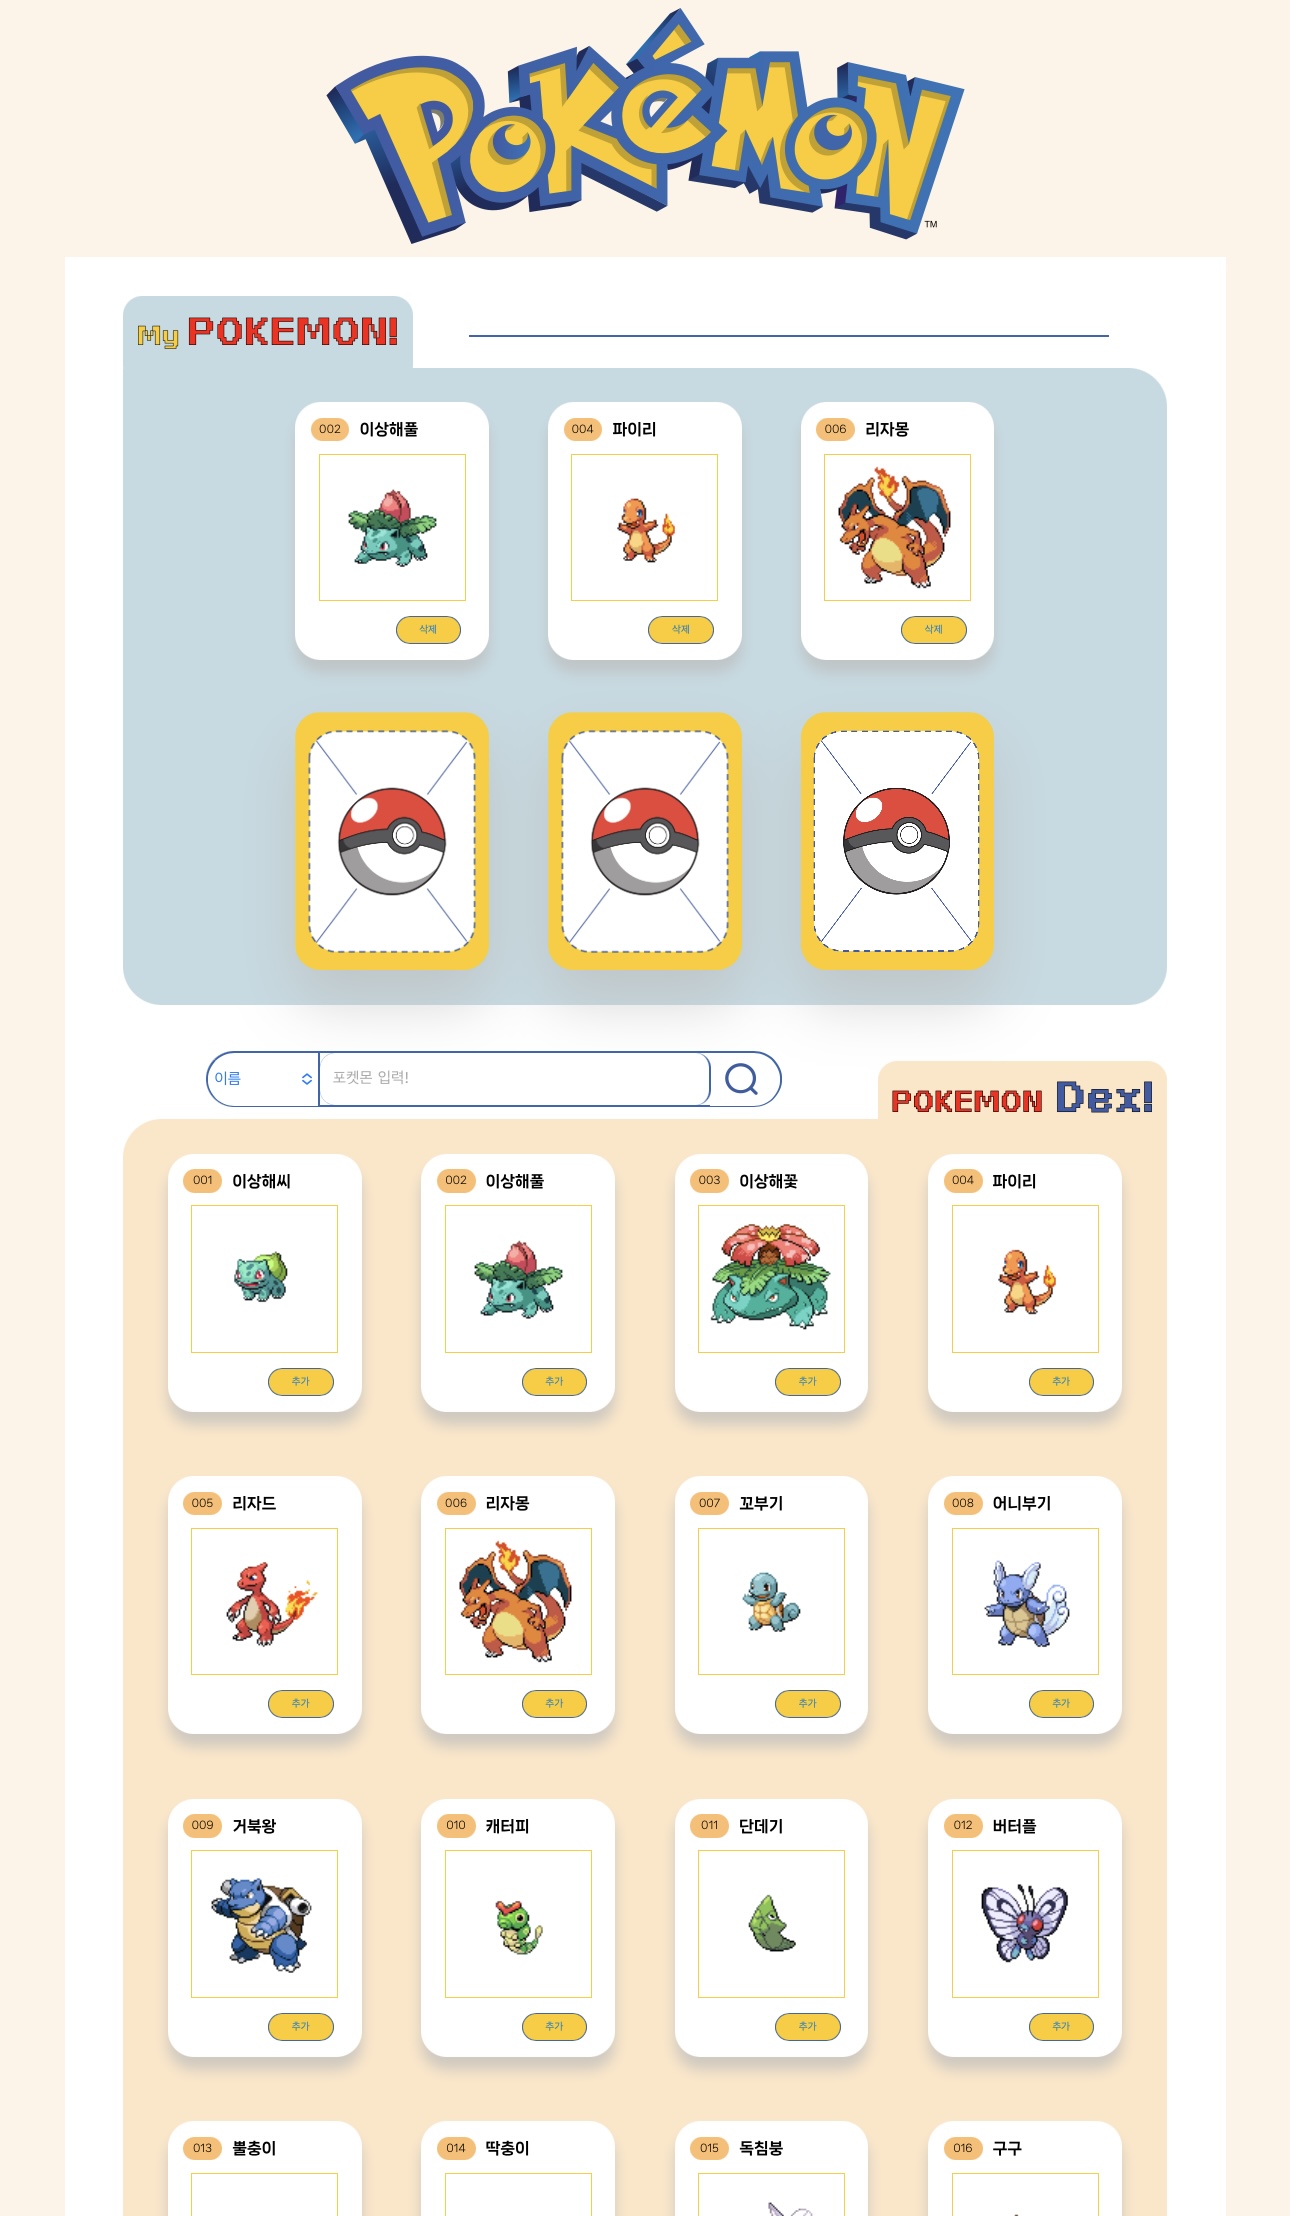 POKéMON
TM
My POKEMON!
002 이상해풀
004 파이리
006 리자몽
삭제
삭제
삭제
이름
포켓몬 입력!
POKEMON Dex!
001 이상해씨
002 이상해풀
003 이상해꽃
004 파이리
추가
추가
추가
추가
005 리자드
006 리자몽
007 꼬부기
008 어니부기
추가
추가
추가
추가
009 거북왕
010 캐터피
011 단데기
012 버터플
추가
추가
추가
추가
013 뿔충이
014 딱충이
015 독침붕
016 구구